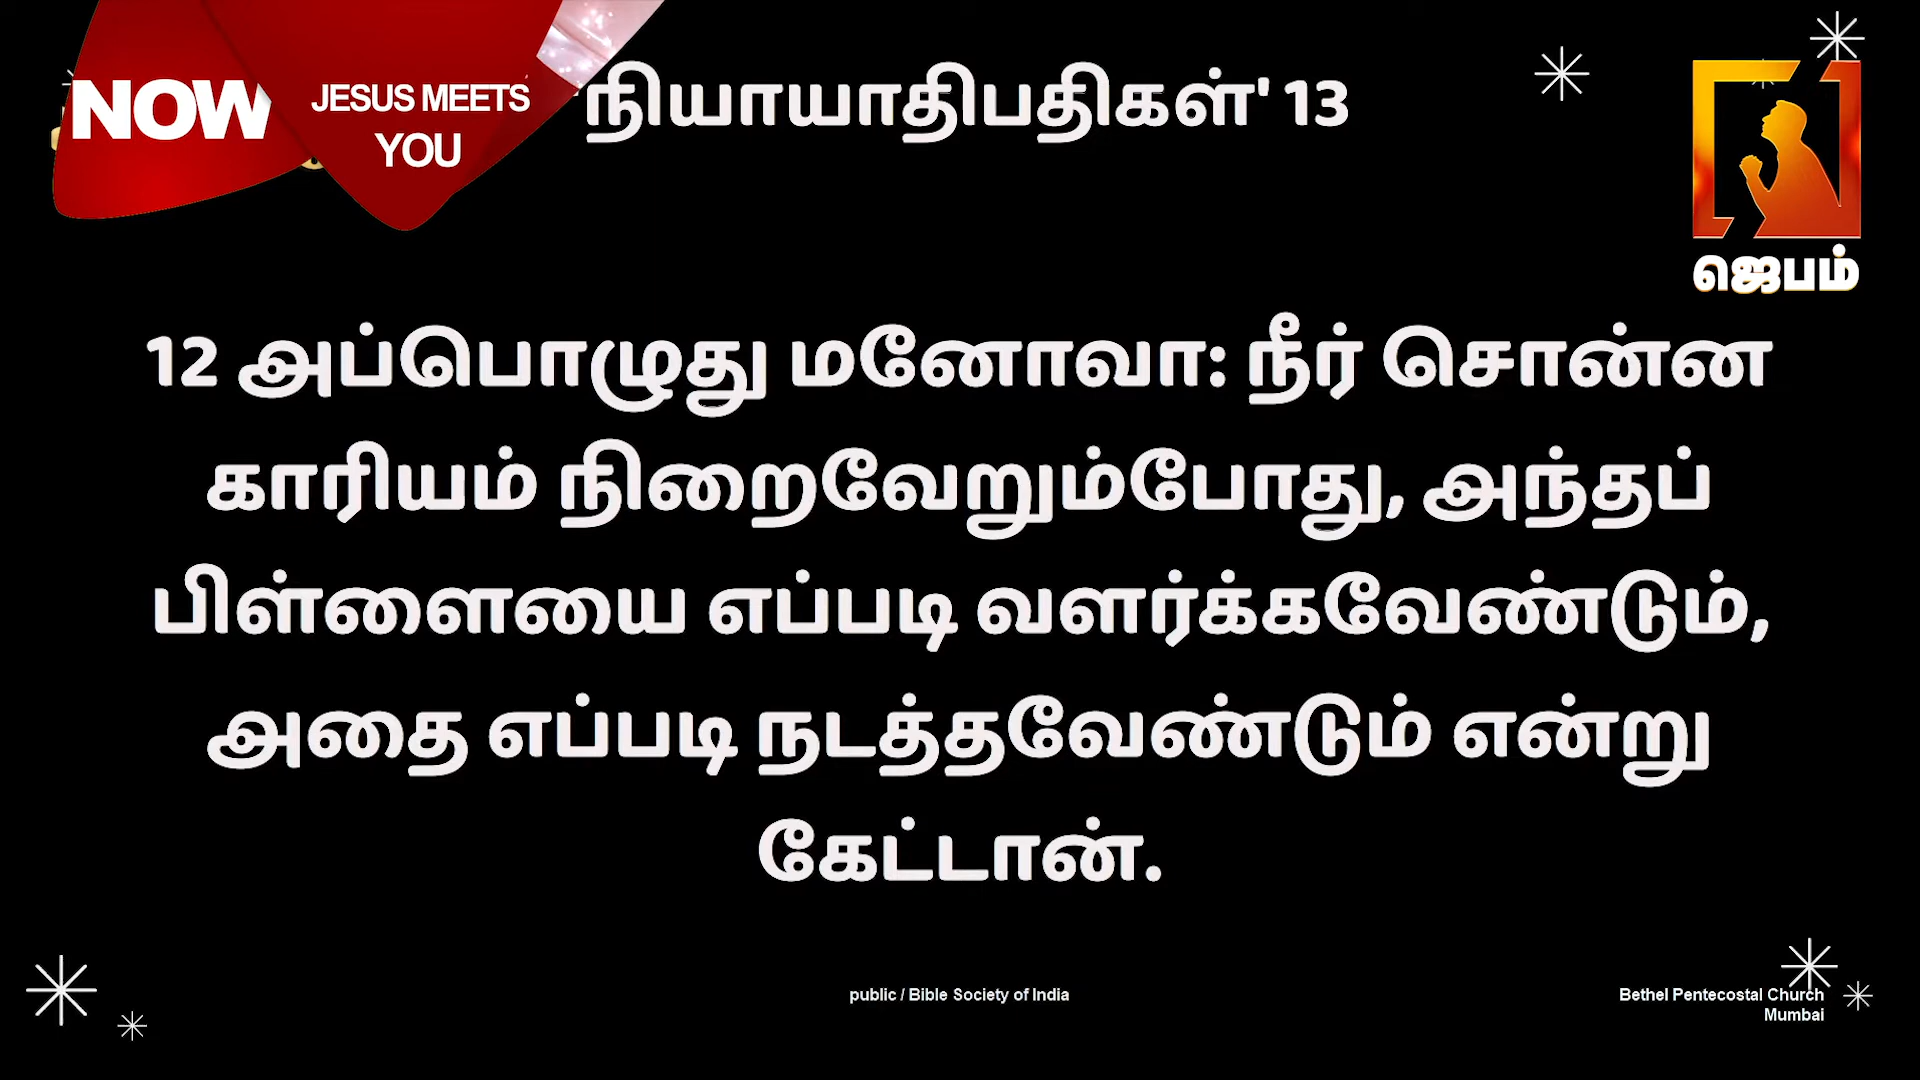 NOW
JESUS MEETS
YOU
'நியாயாதிபதிகள்' 13
ஜெபம்
12 அப்பொழுது மனோவா: நீர் சொன்ன
காரியம் நிறைவேறும்போது, அந்தப்
பிள்ளையை எப்படி வளர்க்கவேண்டும்,
அதை எப்படி நடத்தவேண்டும் என்று
கேட்டான்.
public / Bible Society of India
Bethel Pentecostal Church
Mumbai